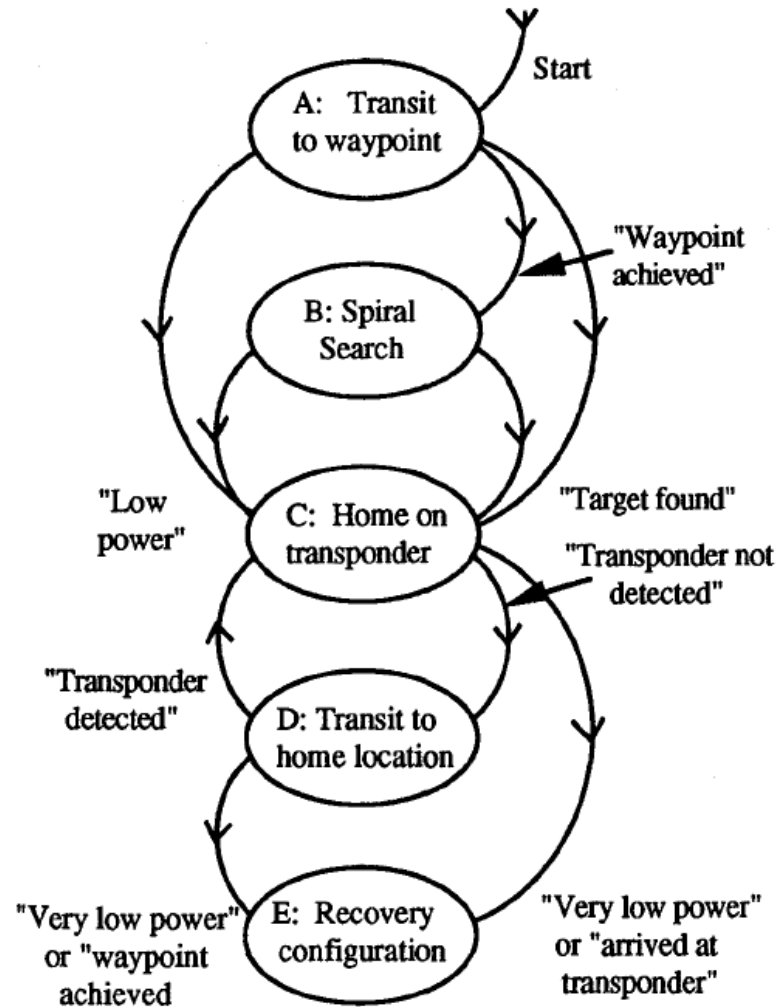 Start
A: Transit
to waypoint
"Waypoint
achieved"
B: Spiral
Search
"Low
power"
C: Home on
transponder
"Target found"
"Transponder not
detected"
"Transponder
detected"
D: Transit to
home location
"Very low power"
or "waypoint
achieved
E: Recovery
configuration
"Very low power"
or "arrived at
transponder"